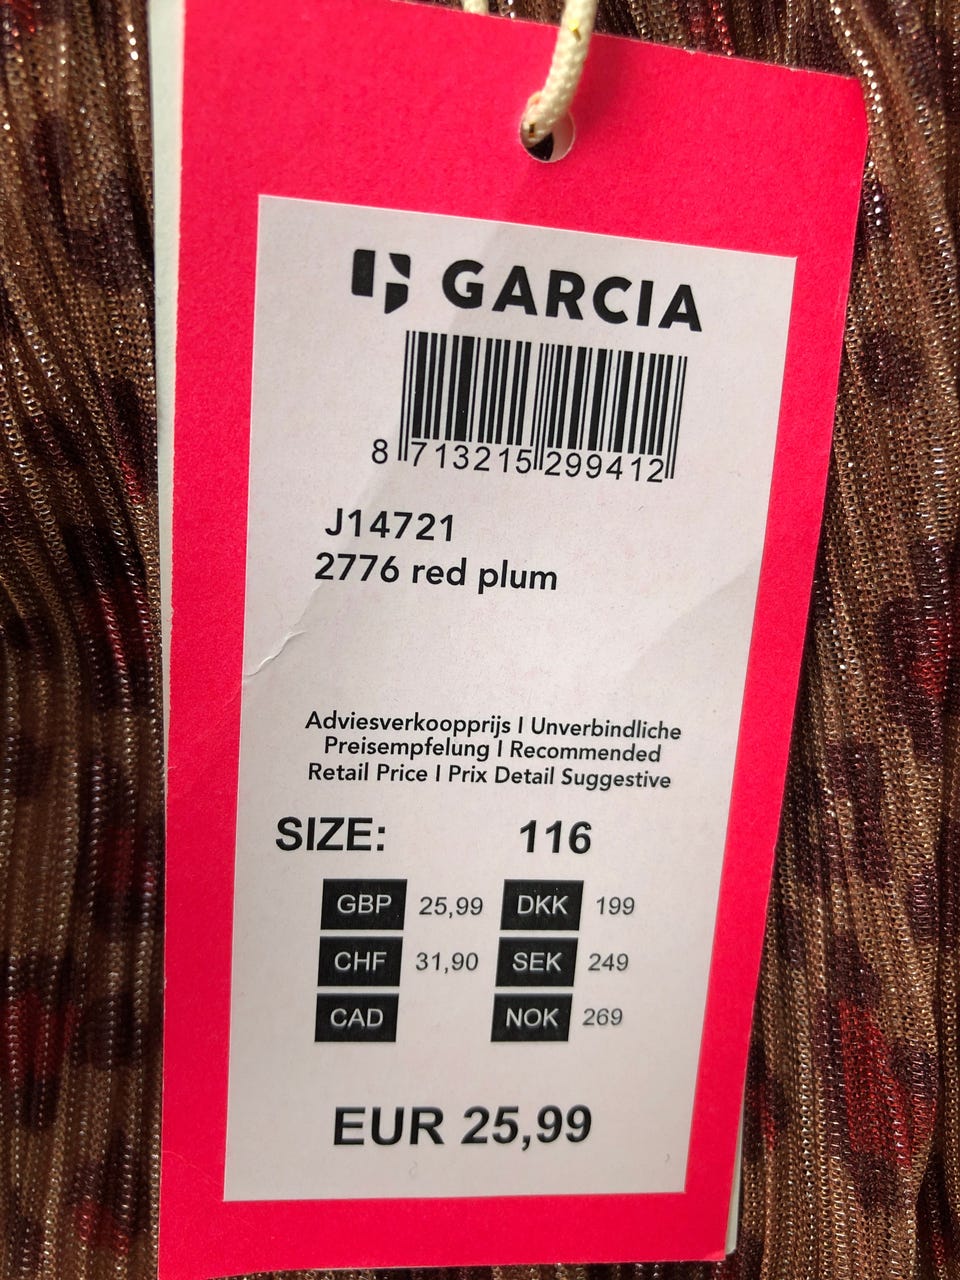 GARCIA
8 713215 299412
J14721
2776 red plum
Adviesverkoopprijs I Unverbindliche
Preisempfelung I Recommended
Retail Price I Prix Detail Suggestive
SIZE: 116
GBP 25,99 DKK 199
CHF 31,90 SEK 249
CAD NOK 269
EUR 25,99